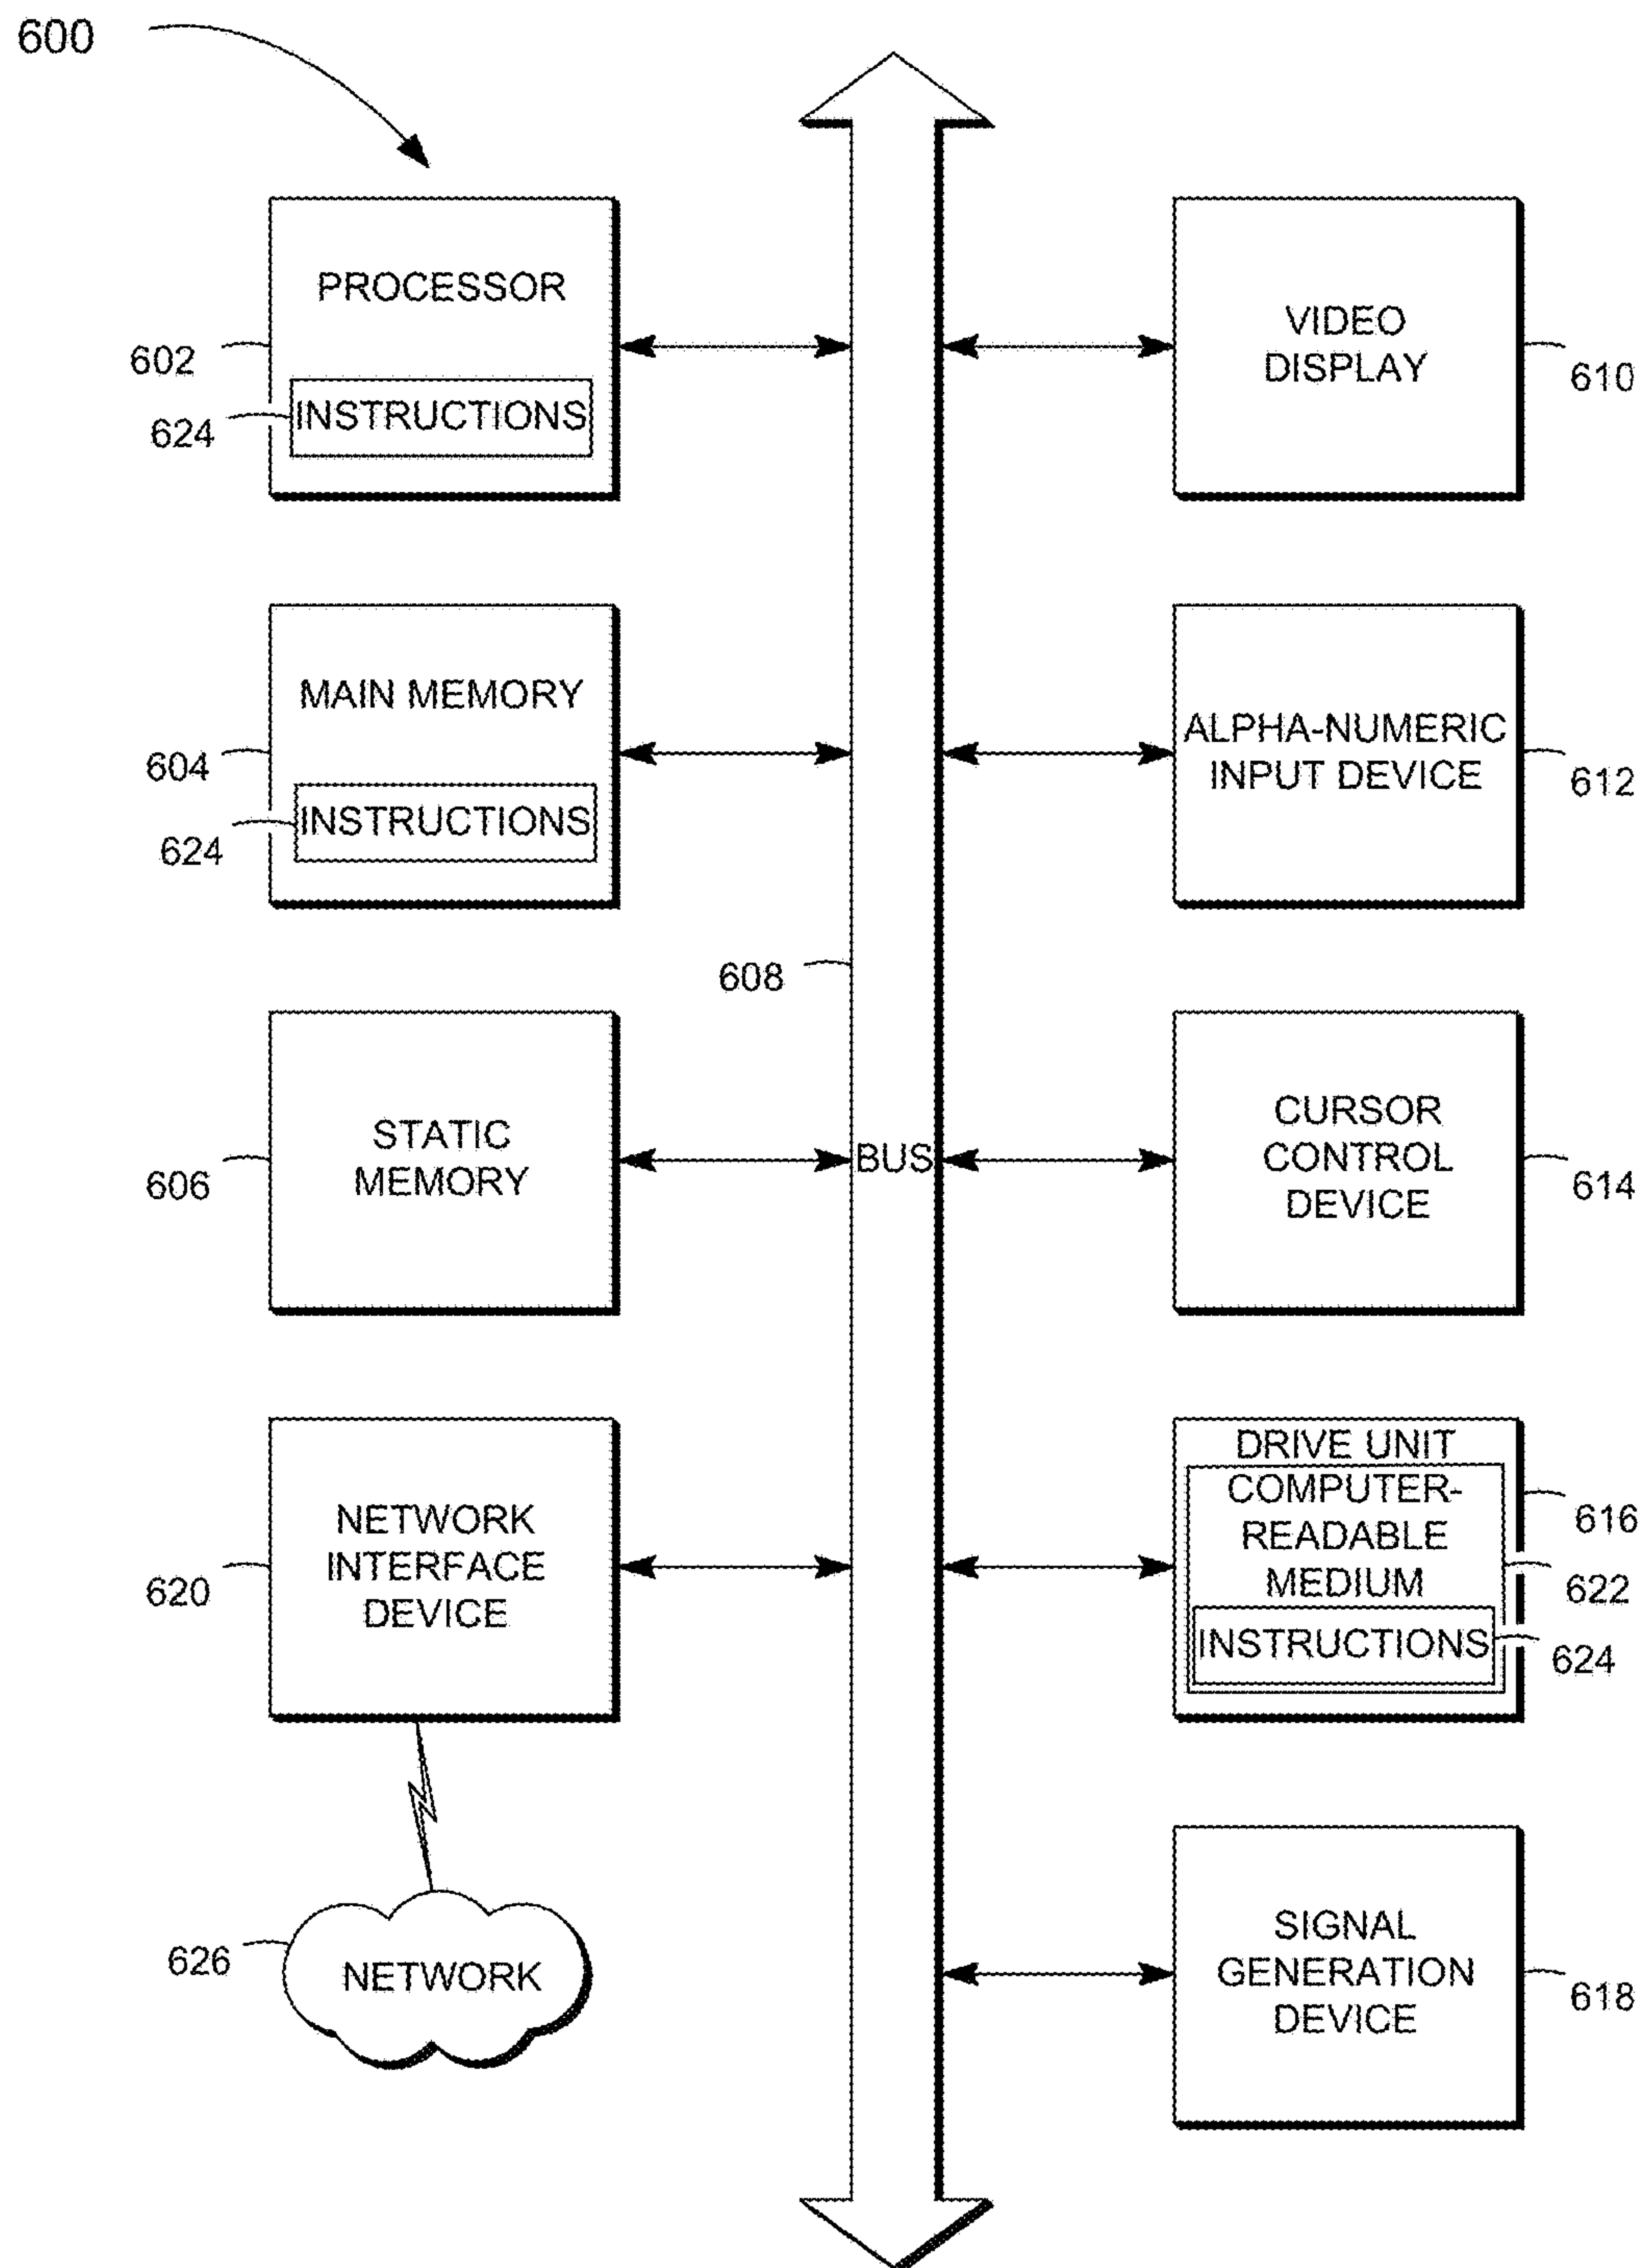 600
PROCESSOR
602
INSTRUCTIONS
624
VIDEO
DISPLAY
610
MAIN MEMORY
604
INSTRUCTIONS
624
ALPHA-NUMERIC
INPUT DEVICE
612
608
STATIC
MEMORY
606
BUS
CURSOR
CONTROL
DEVICE
614
NETWORK
INTERFACE
DEVICE
620
DRIVE UNIT
COMPUTER-
READABLE
MEDIUM
INSTRUCTIONS
616
622
624
626
NETWORK
SIGNAL
GENERATION
DEVICE
618